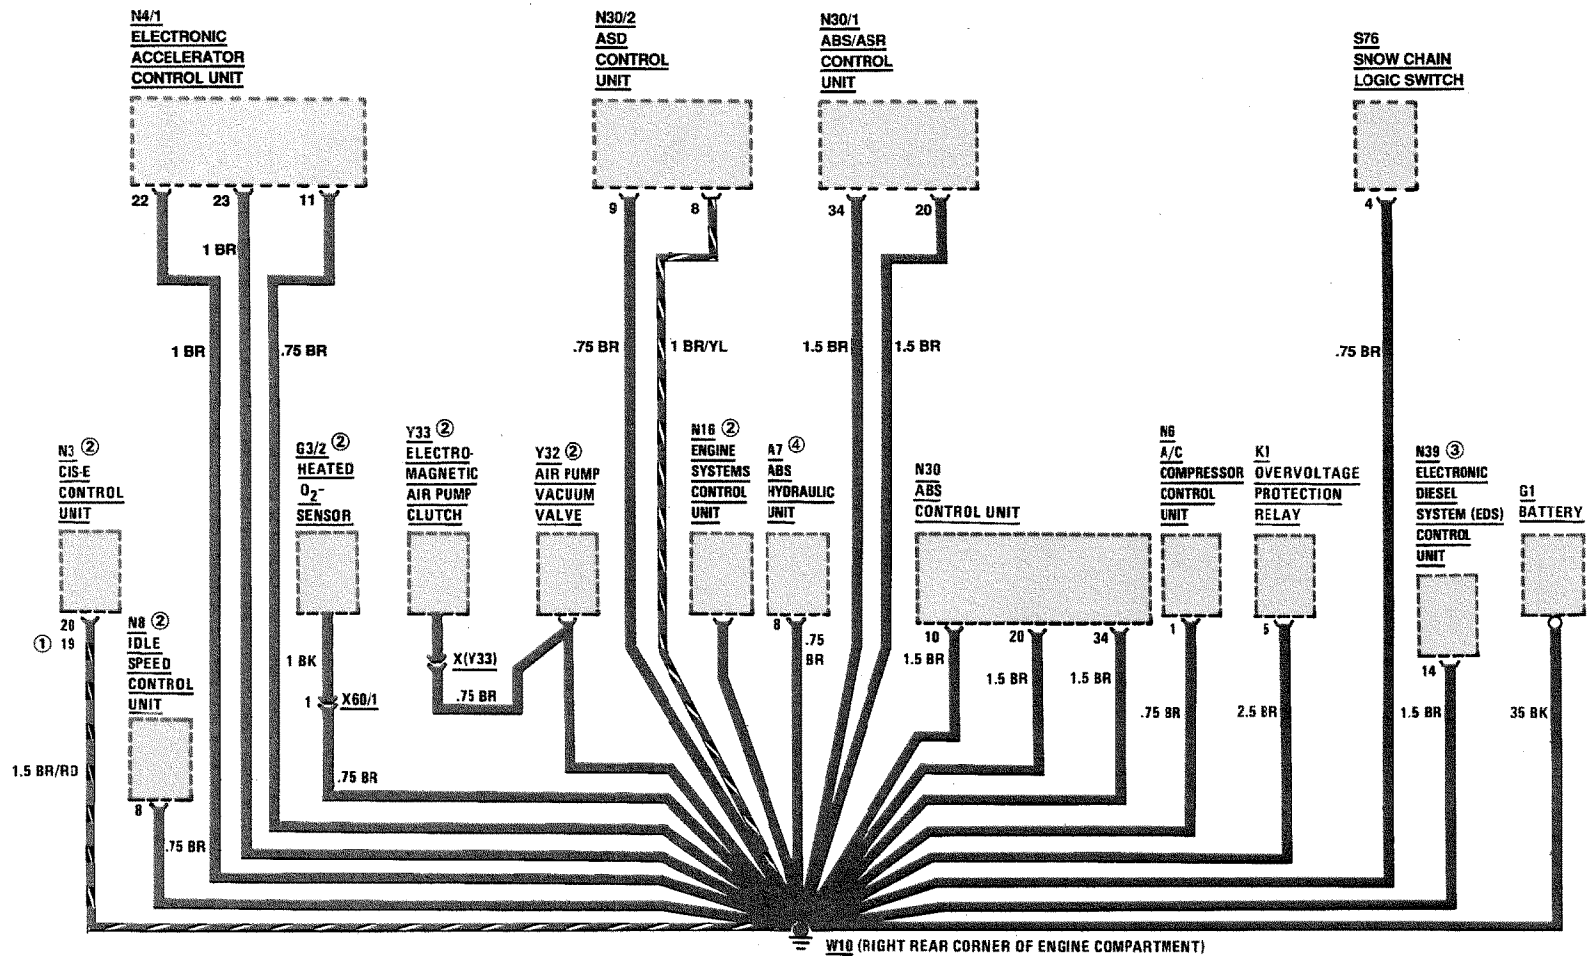 N4/1
ELECTRONIC
ACCELERATOR
CONTROL UNIT
N30/2
ASD
CONTROL
UNIT
N30/1
ABS/ASR
CONTROL
UNIT
S76
SNOW CHAIN
LOGIC SWITCH
22
23
11
9
8
34
20
4
1 BR
1 BR
.75 BR
.75 BR
1 BR/YL
1.5 BR
1.5 BR
.75 BR
N3 ②
CIS-E
CONTROL
UNIT
G3/2 ②
HEATED
O2-
SENSOR
Y33 ②
ELECTRO-
MAGNETIC
AIR PUMP
CLUTCH
Y32 ②
AIR PUMP
VACUUM
VALVE
N16 ②
ENGINE
SYSTEMS
CONTROL
UNIT
A7 ④
ABS
HYDRAULIC
UNIT
N30
ABS
CONTROL UNIT
N6
A/C
COMPRESSOR
CONTROL
UNIT
K1
OVERVOLTAGE
PROTECTION
RELAY
N39 ③
ELECTRONIC
DIESEL
SYSTEM (EDS)
CONTROL
UNIT
G1
BATTERY
20
① 19
N8 ②
IDLE
SPEED
CONTROL
UNIT
8
.75
BR
10
20
34
1
5
14
1 BK
1 X60/1
X(Y33)
.75 BR
1.5 BR
1.5 BR
1.5 BR
.75 BR
2.5 BR
1.5 BR
35 BK
1.5 BR/RD
.75 BR
8
.75 BR
W10 (RIGHT REAR CORNER OF ENGINE COMPARTMENT)